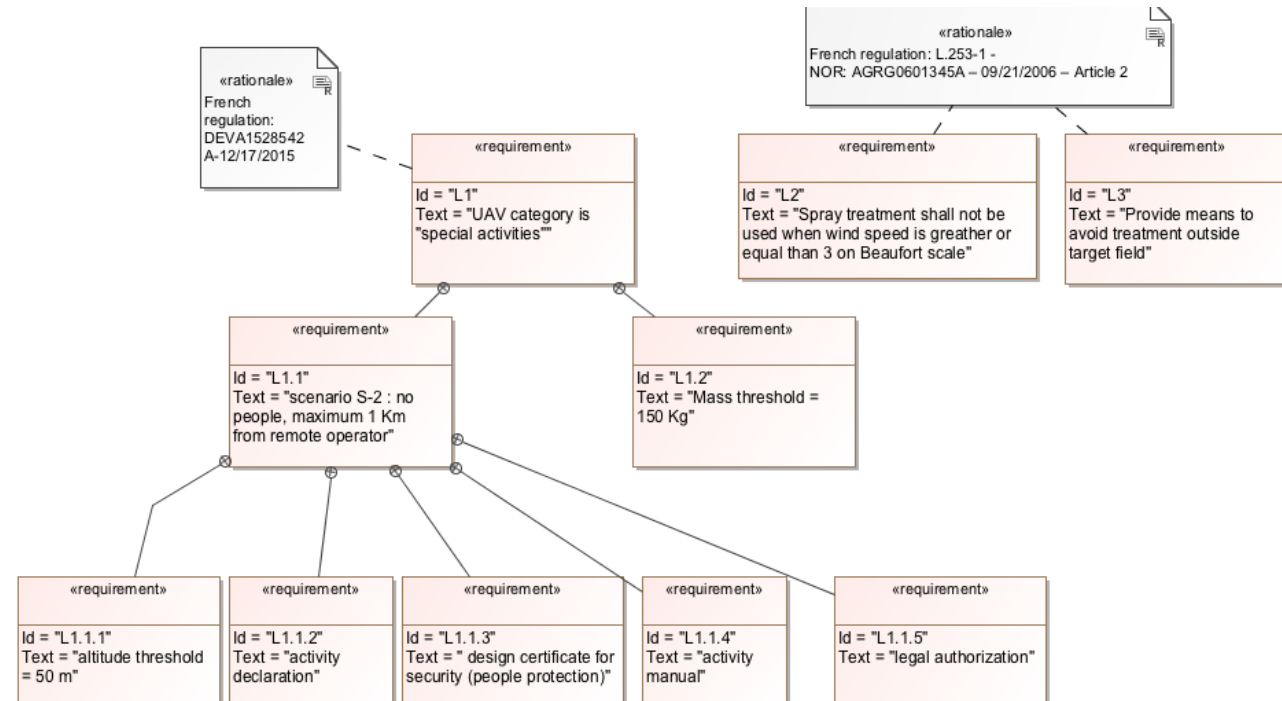 «rationale»
French
regulation:
DEVA1528542
A-12/17/2015
«rationale»
French regulation: L.253-1 -
NOR: AGRG0601345A – 09/21/2006 – Article 2
«requirement»
Id = "L1"
Text = "UAV category is
"special activities""
«requirement»
Id = "L2"
Text = "Spray treatment shall not be
used when wind speed is greather or
equal than 3 on Beaufort scale"
«requirement»
Id = "L3"
Text = "Provide means to
avoid treatment outside
target field"
«requirement»
Id = "L1.1"
Text = "scenario S-2 : no
people, maximum 1 Km
from remote operator"
«requirement»
Id = "L1.2"
Text = "Mass threshold =
150 Kg"
«requirement»
Id = "L1.1.1"
Text = "altitude threshold
= 50 m"
«requirement»
Id = "L1.1.2"
Text = "activity
declaration"
«requirement»
Id = "L1.1.3"
Text = " design certificate for
security (people protection)"
«requirement»
Id = "L1.1.4"
Text = "activity
manual"
«requirement»
Id = "L1.1.5"
Text = "legal authorization"